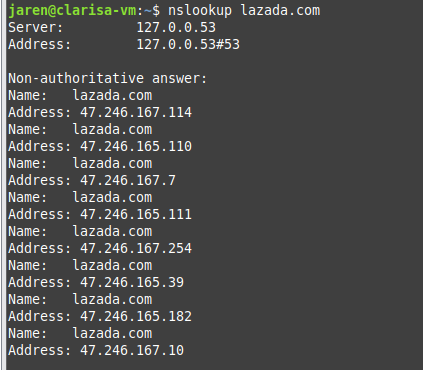 jaren@clarisa-vm:~$ nslookup lazada.com
Server:         127.0.0.53
Address:        127.0.0.53#53

Non-authoritative answer:
Name:   lazada.com
Address: 47.246.167.114
Name:   lazada.com
Address: 47.246.165.110
Name:   lazada.com
Address: 47.246.167.7
Name:   lazada.com
Address: 47.246.165.111
Name:   lazada.com
Address: 47.246.167.254
Name:   lazada.com
Address: 47.246.165.39
Name:   lazada.com
Address: 47.246.165.182
Name:   lazada.com
Address: 47.246.167.10